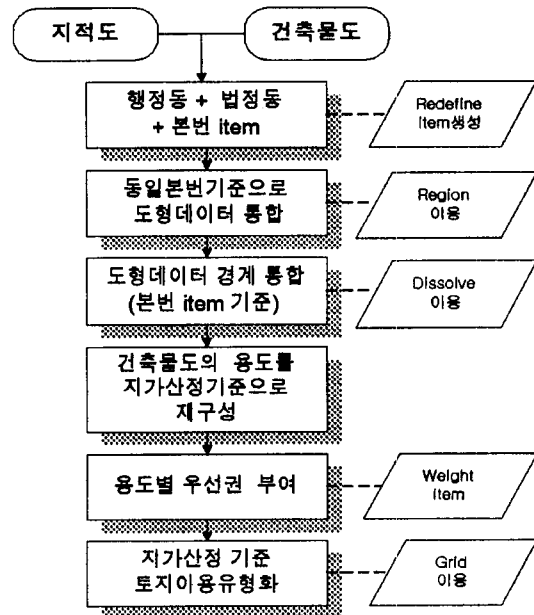 지적도
건축물도
행정동 + 법정동
+ 본번 item
Redefine
Item생성
동일본번기준으로
도형데이터 통합
Region
이용
도형데이터 경계 통합
(본번 item 기준)
Dissolve
이용
건축물도의 용도를
지가산정기준으로
재구성
용도별 우선권 부여
Weight
item
지가산정 기준
토지이용유형화
Grid
이용